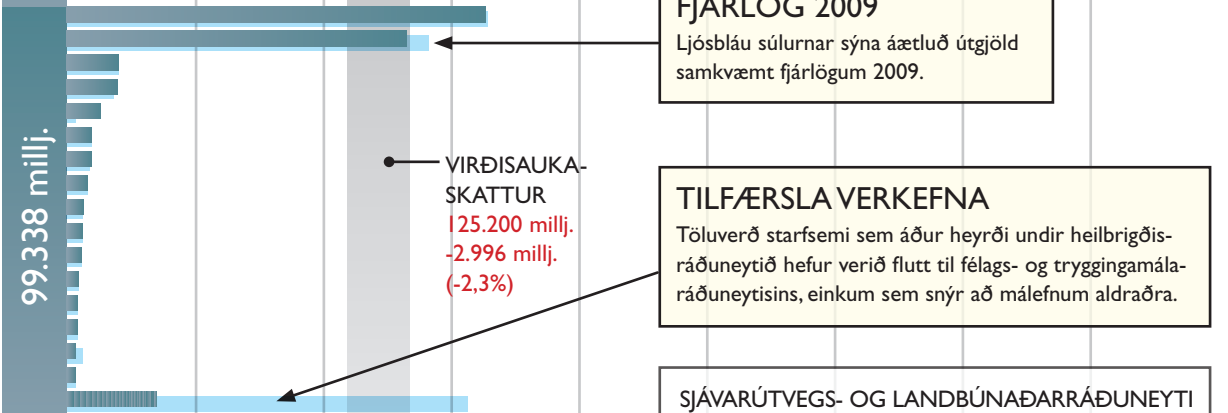 99.338 millj.
VIRÐISAUKA-
SKATTUR
125.200 millj.
-2.996 millj.
(-2,3%)
FJÁRLÖG 2009
Ljósbláu súlurnar sýna áætluð útgjöld
samkvæmt fjárlögum 2009.
TILFÆRSLA VERKEFNA
Töluverð starfsemi sem áður heyrði undir heilbrigðis-
ráðuneytið hefur verið flutt til félags- og tryggingamála-
ráðuneytisins, einkum sem snýr að málefnum aldraðra.
SJÁVARÚTVEGS- OG LANDBÚNAÐARRÁÐUNEYTI